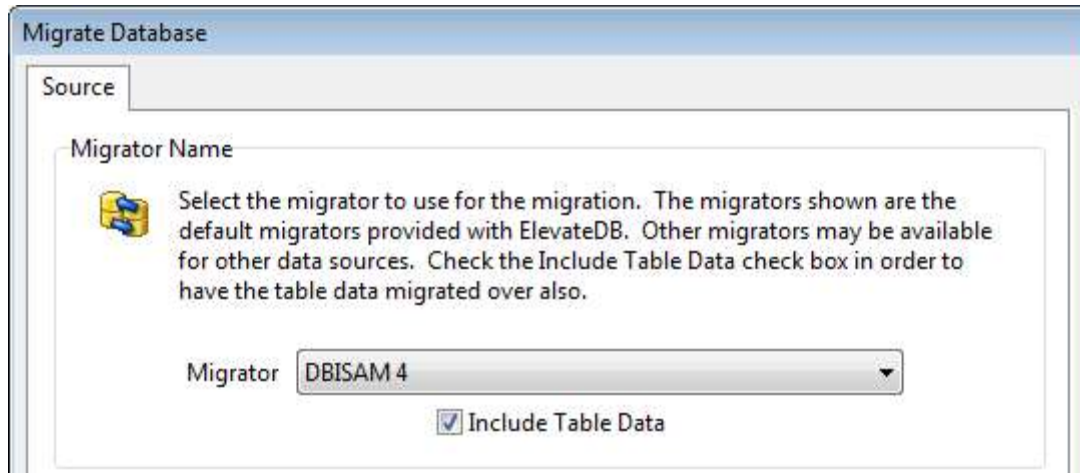 Migrate Database
Source
Migrator Name
Select the migrator to use for the migration.  The migrators shown are the
default migrators provided with ElevateDB.  Other migrators may be available
for other data sources.  Check the Include Table Data check box in order to
have the table data migrated over also.
Migrator DBISAM 4
Include Table Data